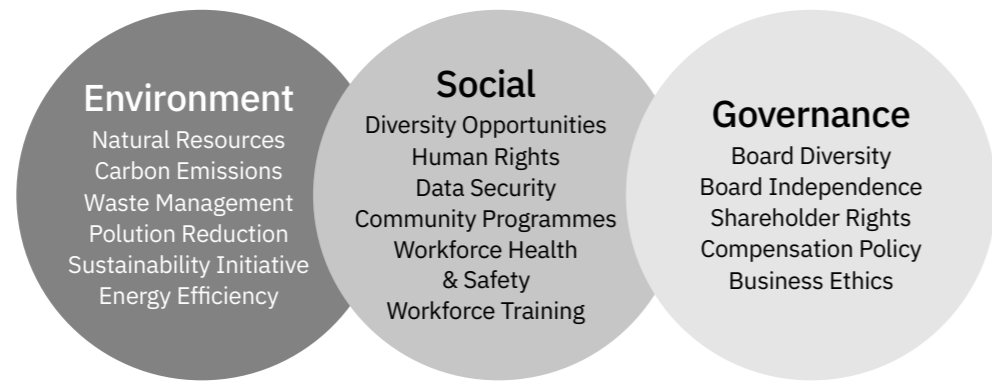 Environment
Natural Resources
Carbon Emissions
Waste Management
Polution Reduction
Sustainability Initiative
Energy Efficiency
Social
Diversity Opportunities
Human Rights
Data Security
Community Programmes
Workforce Health
& Safety
Workforce Training
Governance
Board Diversity
Board Independence
Shareholder Rights
Compensation Policy
Business Ethics